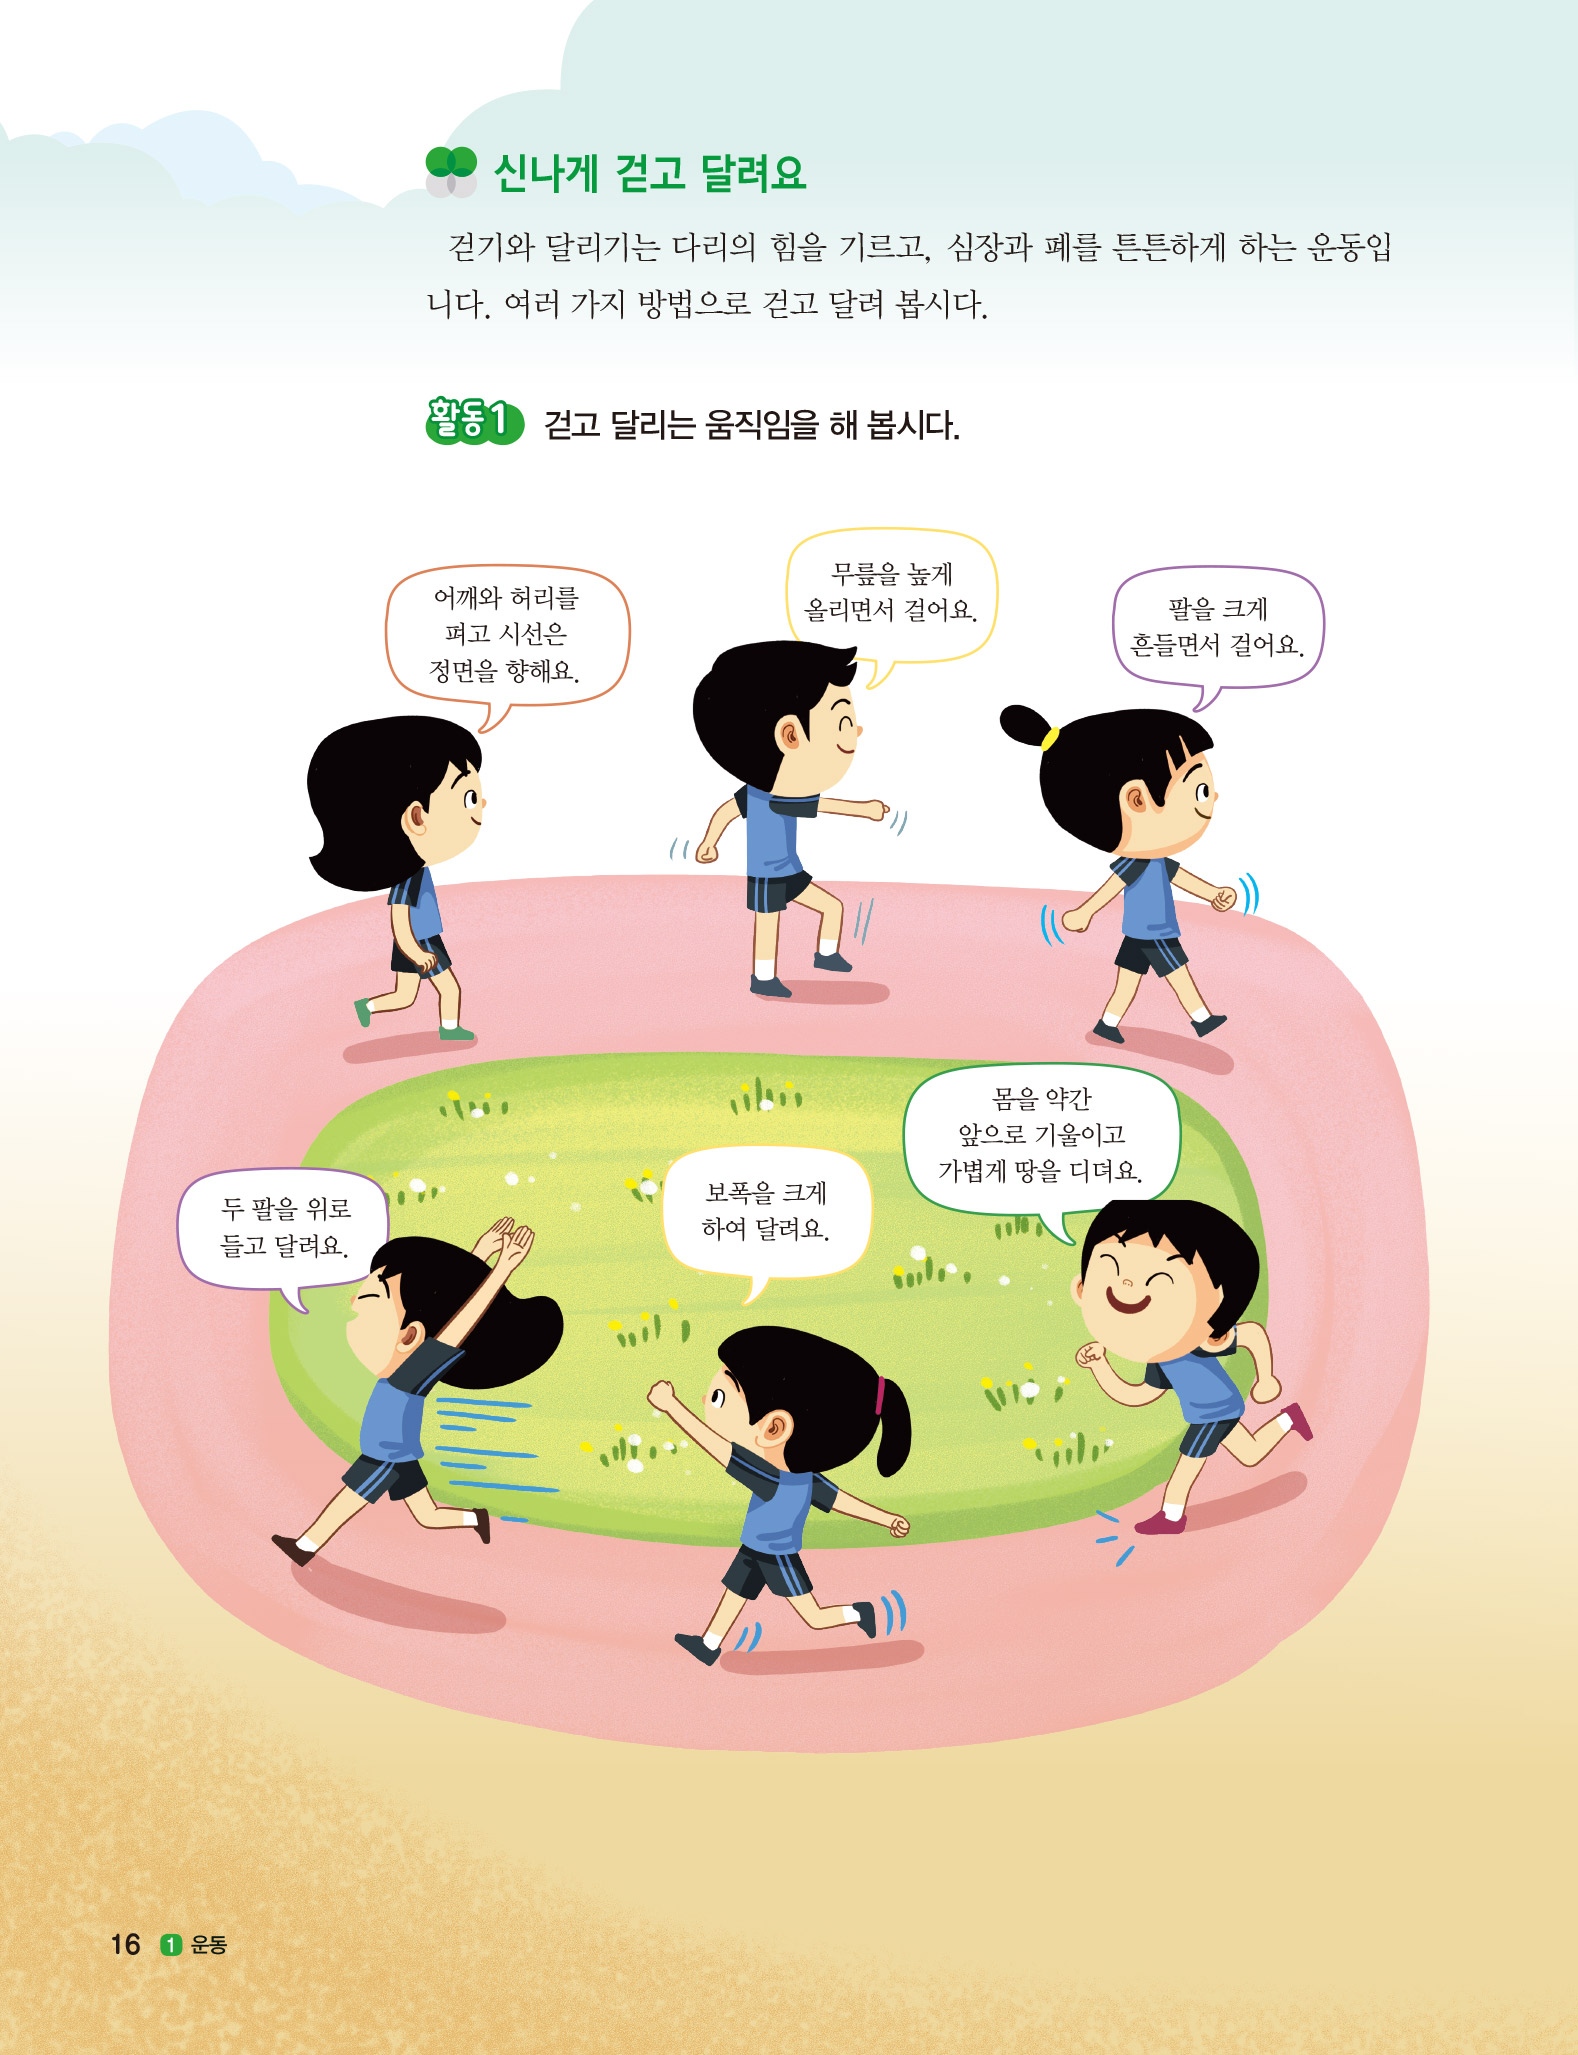 신나게 걷고 달려요
걷기와 달리기는 다리의 힘을 기르고, 심장과 폐를 튼튼하게 하는 운동입
니다. 여러 가지 방법으로 걷고 달려 봅시다.
활동1 걷고 달리는 움직임을 해 봅시다.
어깨와 허리를
펴고 시선은
정면을 향해요.
무릎을 높게
올리면서 걸어요.
팔을 크게
흔들면서 걸어요.
두 팔을 위로
들고 달려요.
보폭을 크게
하여 달려요.
몸을 약간
앞으로 기울이고
가볍게 땅을 디뎌요.
16 1 운동